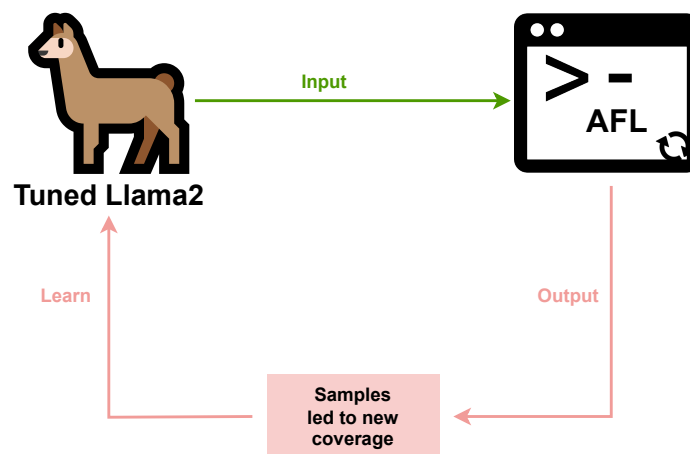 Input
> -
AFL
Tuned Llama2
Learn
Output
Samples
led to new
coverage